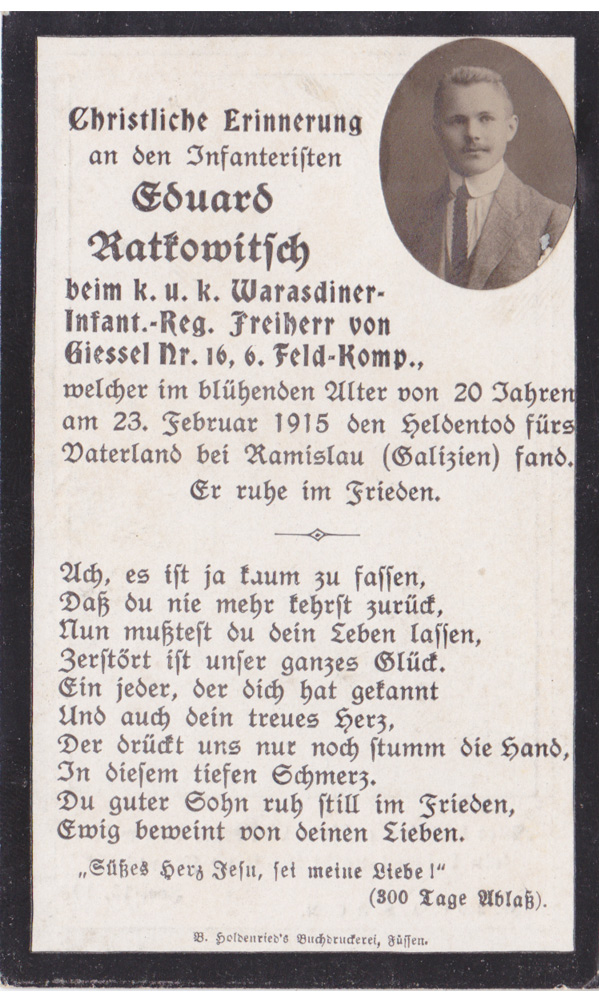 Christliche Erinnerung
an den Infanteristen
Eduard
Ratkowitsch
beim k. u. k. Warasdiner-
Infant.-Reg. Freiherr von
Giessel Nr. 16, 6. Feld-Komp.,
welcher im blühenden Alter von 20 Jahren
am 23. Februar 1915 den Heldentod fürs
Vaterland bei Ramislau (Galizien) fand.
Er ruhe im Frieden.
Ach, es ist ja kaum zu fassen,
Daß du nie mehr kehrst zurück,
Nun mußtest du dein Leben lassen,
Zerstört ist unser ganzes Glück.
Ein jeder, der dich hat gekannt
Und auch dein treues Herz,
Der drückt uns nur noch stumm die Hand,
In diesem tiefen Schmerz.
Du guter Sohn ruh still im Frieden,
Ewig beweint von deinen Lieben.
„Süßes Herz Jesu, sei meine Liebe!“
(300 Tage Ablaß).
B. Holdenried's Buchdruckerei, Füssen.